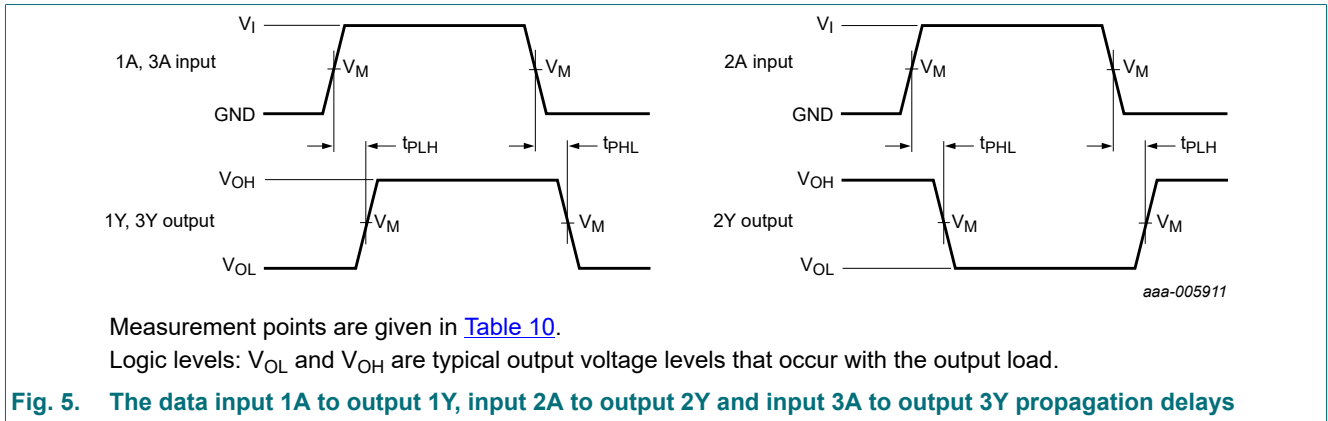 V_I
1A, 3A input
V_M
V_M
GND
t_PLH
t_PHL
V_OH
1Y, 3Y output
V_M
V_M
V_OL
V_I
2A input
V_M
V_M
GND
t_PHL
t_PLH
V_OH
2Y output
V_M
V_M
V_OL
aaa-005911
Measurement points are given in Table 10.
Logic levels: V_OL and V_OH are typical output voltage levels that occur with the output load.
Fig. 5. The data input 1A to output 1Y, input 2A to output 2Y and input 3A to output 3Y propagation delays